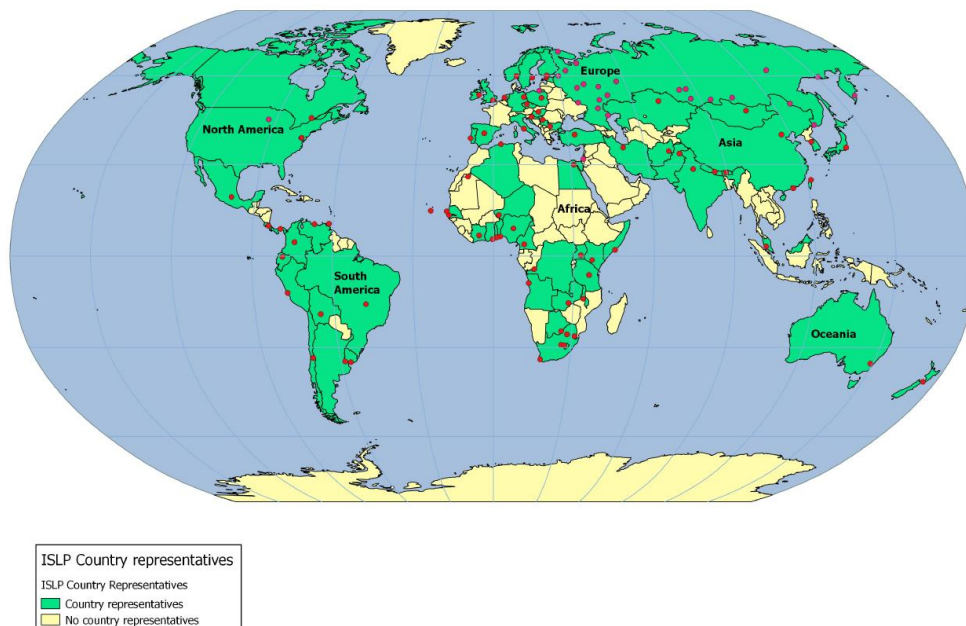 Europe
North America
Asia
Africa
South
America
Oceania
ISLP Country representatives
ISLP Country Representatives
Country representatives
No country representatives